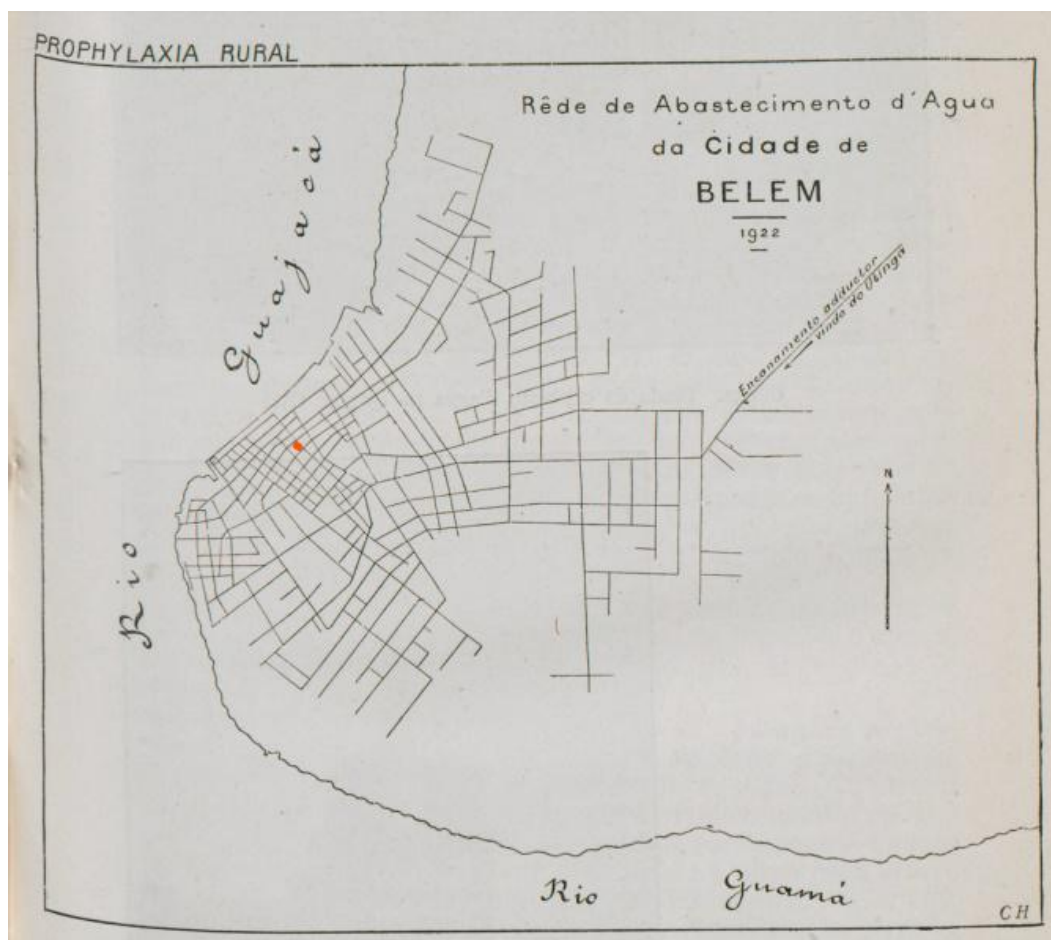 PROPHYLAXIA RURAL
Rêde de Abastecimento d'Agua
da Cidade de
BELEM
1922
Rio Guajará
Encanamento adductor
vindo do Utinga
N
Rio Guamá
CH